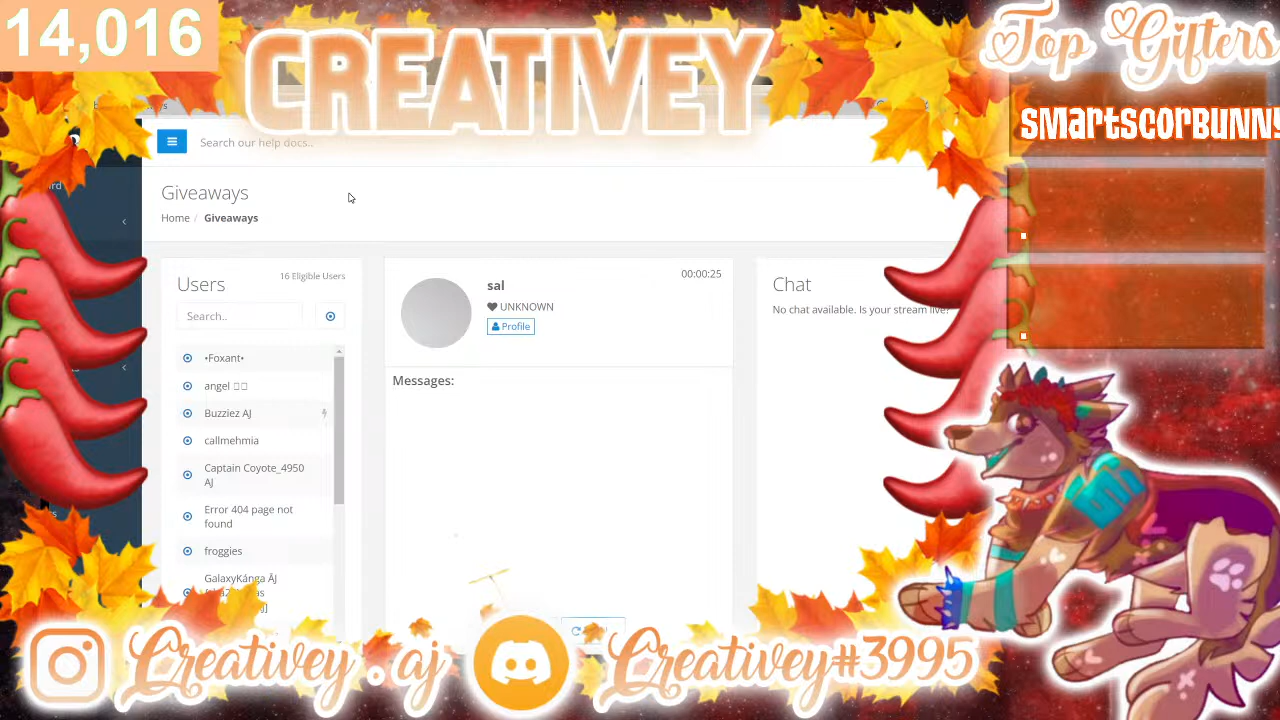 14,016
CREATIVEY
Top Gifters
SmartScorBunn
Search our help docs..
Giveaways
Home / Giveaways
Users
16 Eligible Users
Search..
•Foxant•
angel
Buzziez AJ
callmehmia
Captain Coyote_4950
AJ
Error 404 page not
found
froggies
GalaxyKánga ÃJ
sal
00:00:25
UNKNOWN
Profile
Messages:
Chat
No chat available. Is your stream live?
Creativey . aj
Creativey#3995